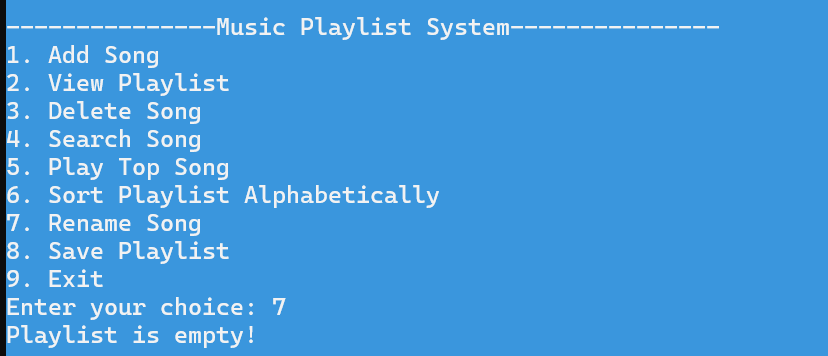 ---------------Music Playlist System---------------
1. Add Song
2. View Playlist
3. Delete Song
4. Search Song
5. Play Top Song
6. Sort Playlist Alphabetically
7. Rename Song
8. Save Playlist
9. Exit
Enter your choice: 7
Playlist is empty!